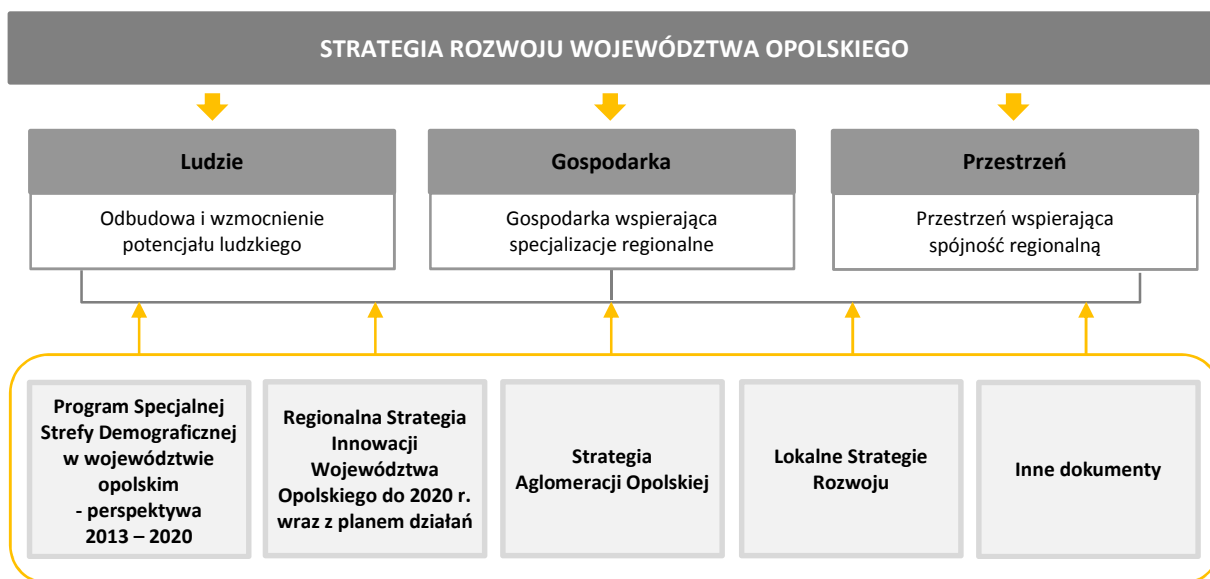 STRATEGIA ROZWOJU WOJEWÓDZTWA OPOLSKIEGO
Ludzie
Odbudowa i wzmocnienie
potencjału ludzkiego
Gospodarka
Gospodarka wspierająca
specjalizacje regionalne
Przestrzeń
Przestrzeń wspierająca
spójność regionalną
Program Specjalnej
Strefy Demograficznej
w województwie
opolskim
- perspektywa
2013 – 2020
Regionalna Strategia
Innowacji
Województwa
Opolskiego do 2020 r.
wraz z planem działań
Strategia
Aglomeracji Opolskiej
Lokalne Strategie
Rozwoju
Inne dokumenty